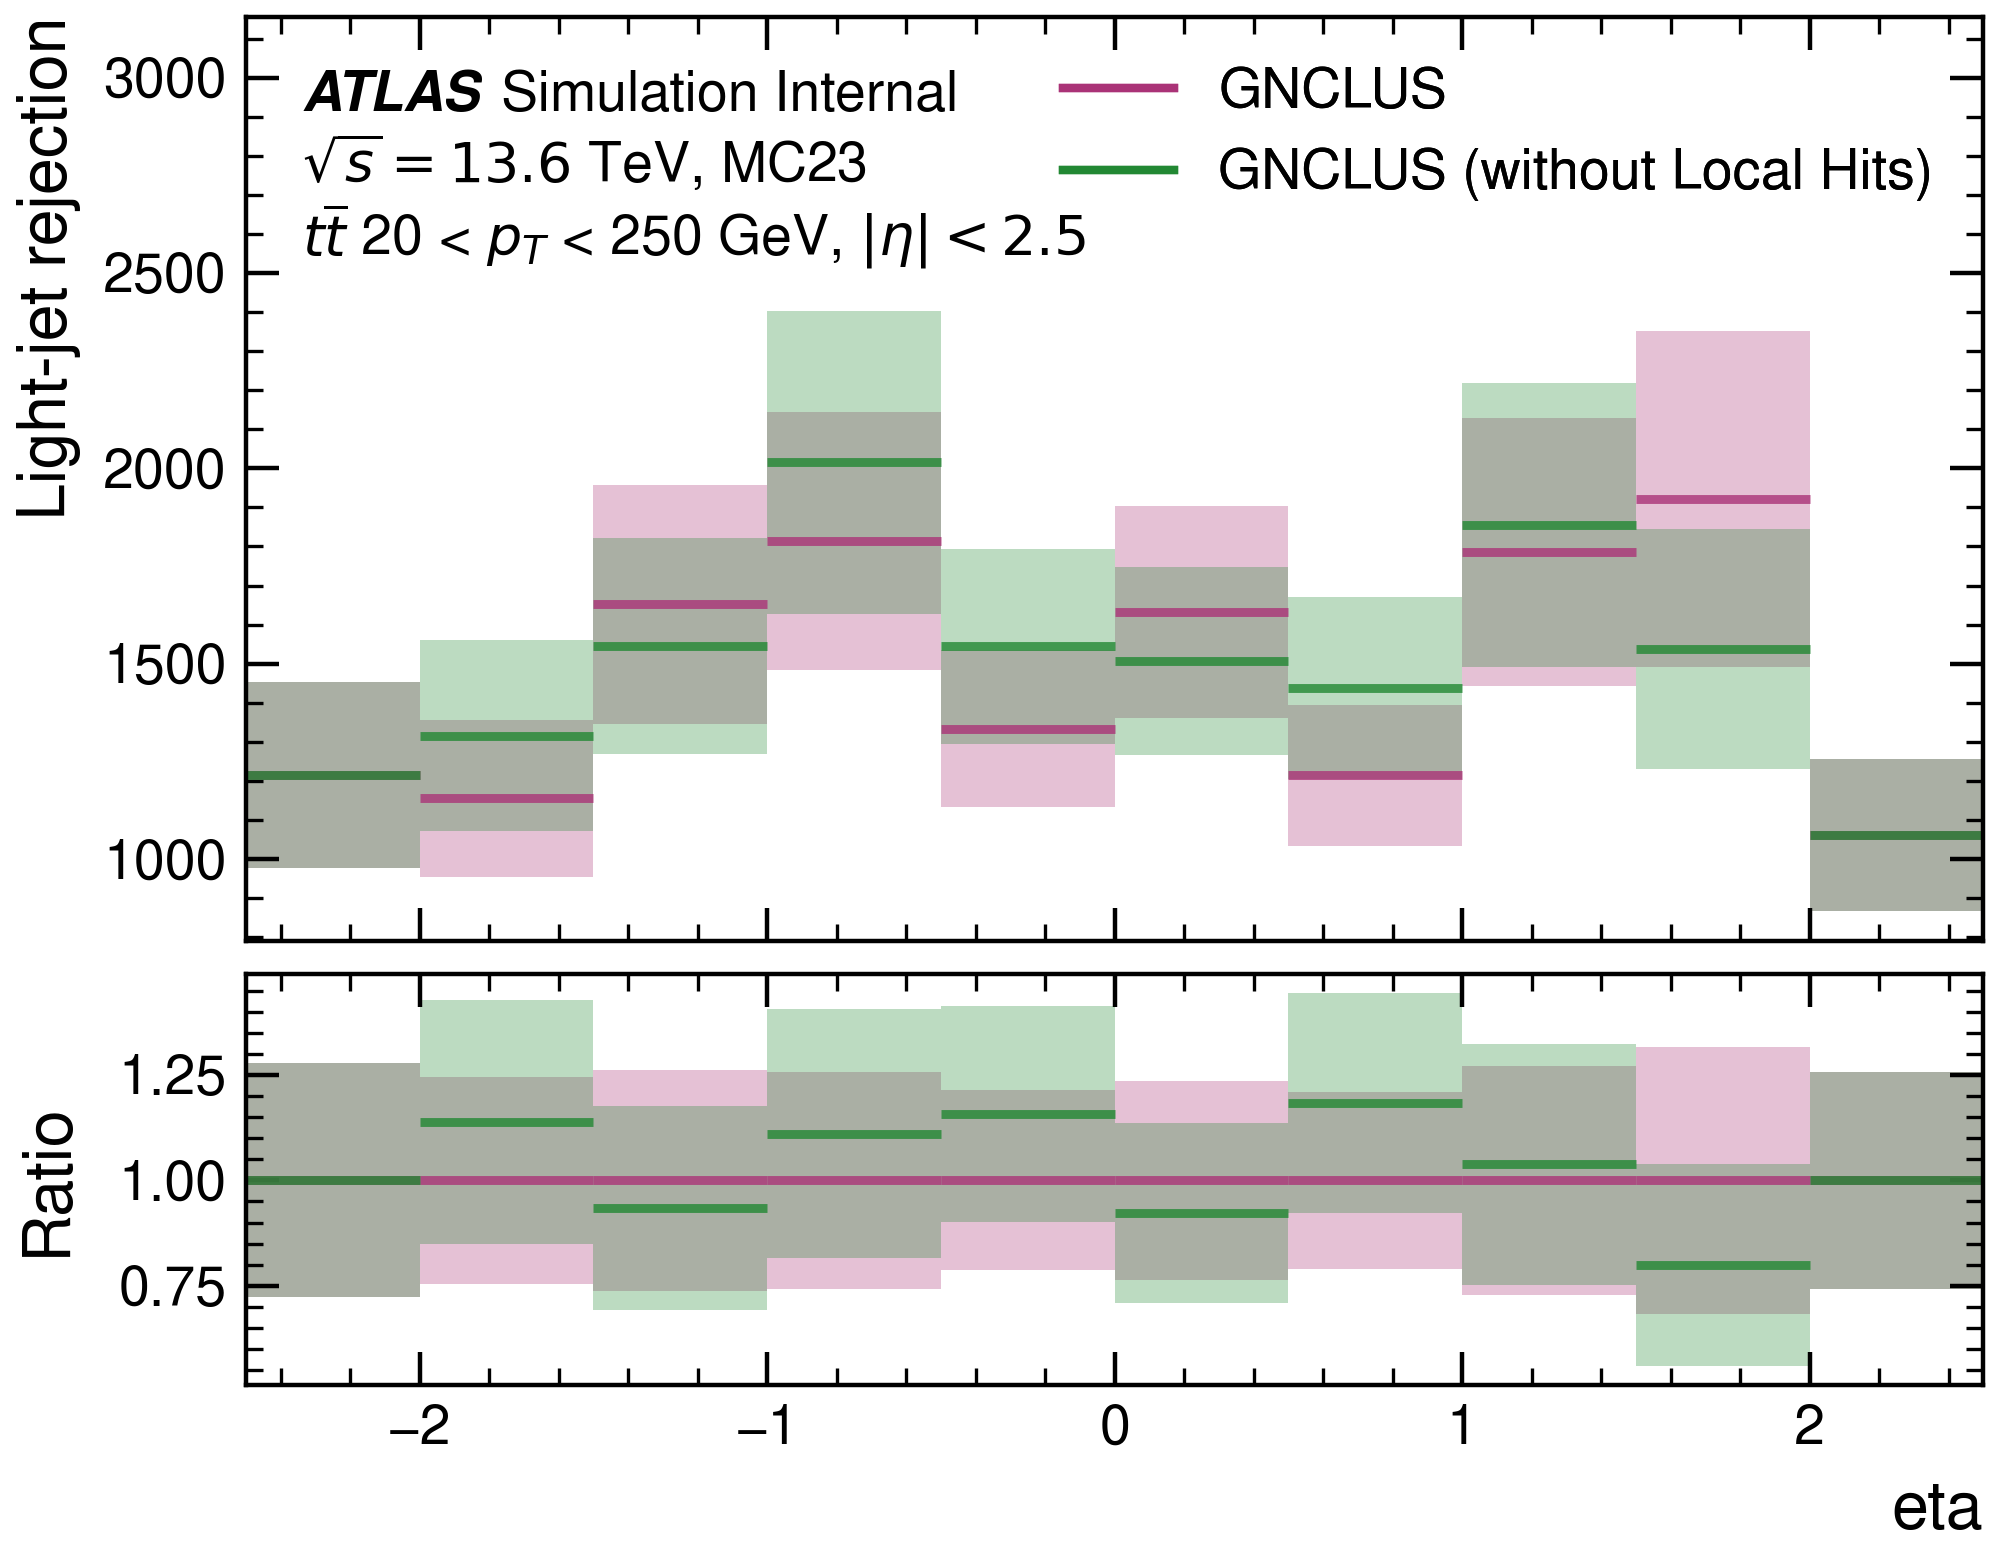 Light-jet rejection
3000
2500
2000
1500
1000
ATLAS Simulation Internal
√s = 13.6 TeV, MC23
tt̄ 20 < p_T < 250 GeV, |η| < 2.5
GNCLUS
GNCLUS (without Local Hits)
Ratio
1.25
1.00
0.75
−2 −1 0 1 2
eta